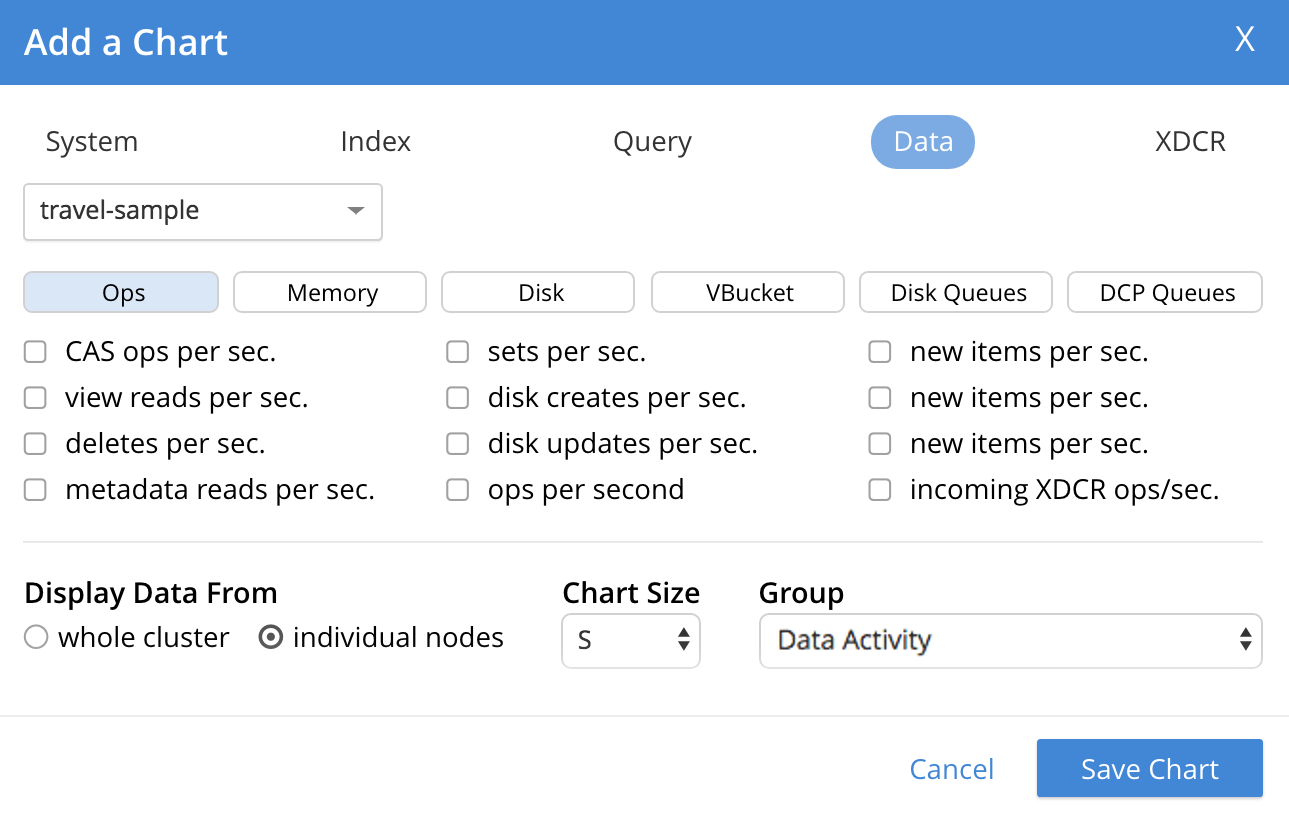 Add a Chart X
System Index Query Data XDCR
travel-sample
Ops Memory Disk VBucket Disk Queues DCP Queues
CAS ops per sec. sets per sec. new items per sec.
view reads per sec. disk creates per sec. new items per sec.
deletes per sec. disk updates per sec. new items per sec.
metadata reads per sec. ops per second incoming XDCR ops/sec.
Display Data From Chart Size Group
whole cluster individual nodes S Data Activity
Cancel Save Chart